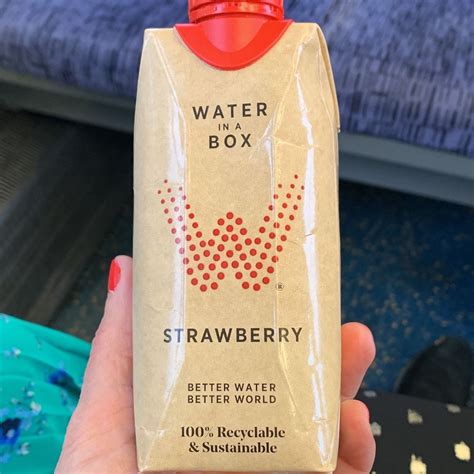 WATER
IN A
BOX
W®
STRAWBERRY
BETTER WATER
BETTER WORLD
100% Recyclable
& Sustainable